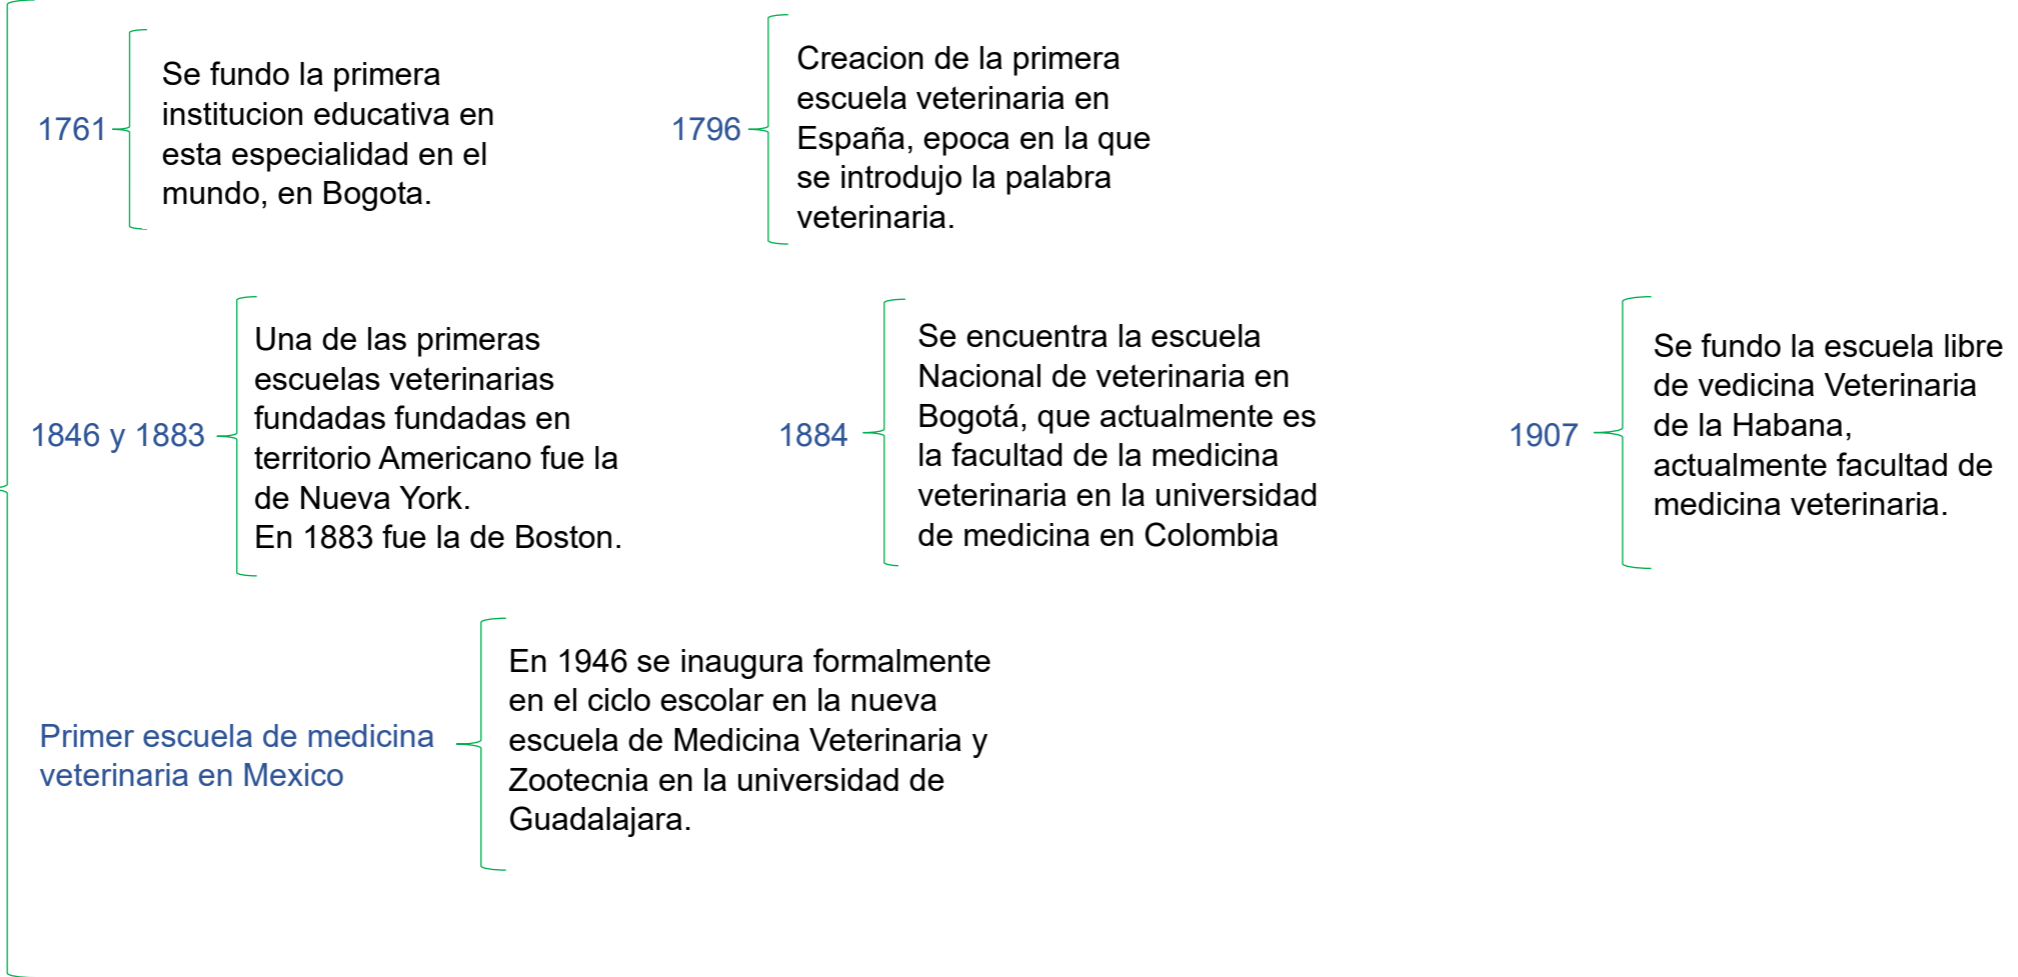 1761
Se fundo la primera
institucion educativa en
esta especialidad en el
mundo, en Bogota.
1796
Creacion de la primera
escuela veterinaria en
España, epoca en la que
se introdujo la palabra
veterinaria.
1846 y 1883
Una de las primeras
escuelas veterinarias
fundadas fundadas en
territorio Americano fue la
de Nueva York.
En 1883 fue la de Boston.
1884
Se encuentra la escuela
Nacional de veterinaria en
Bogotá, que actualmente es
la facultad de la medicina
veterinaria en la universidad
de medicina en Colombia
1907
Se fundo la escuela libre
de vedicina Veterinaria
de la Habana,
actualmente facultad de
medicina veterinaria.
Primer escuela de medicina
veterinaria en Mexico
En 1946 se inaugura formalmente
en el ciclo escolar en la nueva
escuela de Medicina Veterinaria y
Zootecnia en la universidad de
Guadalajara.